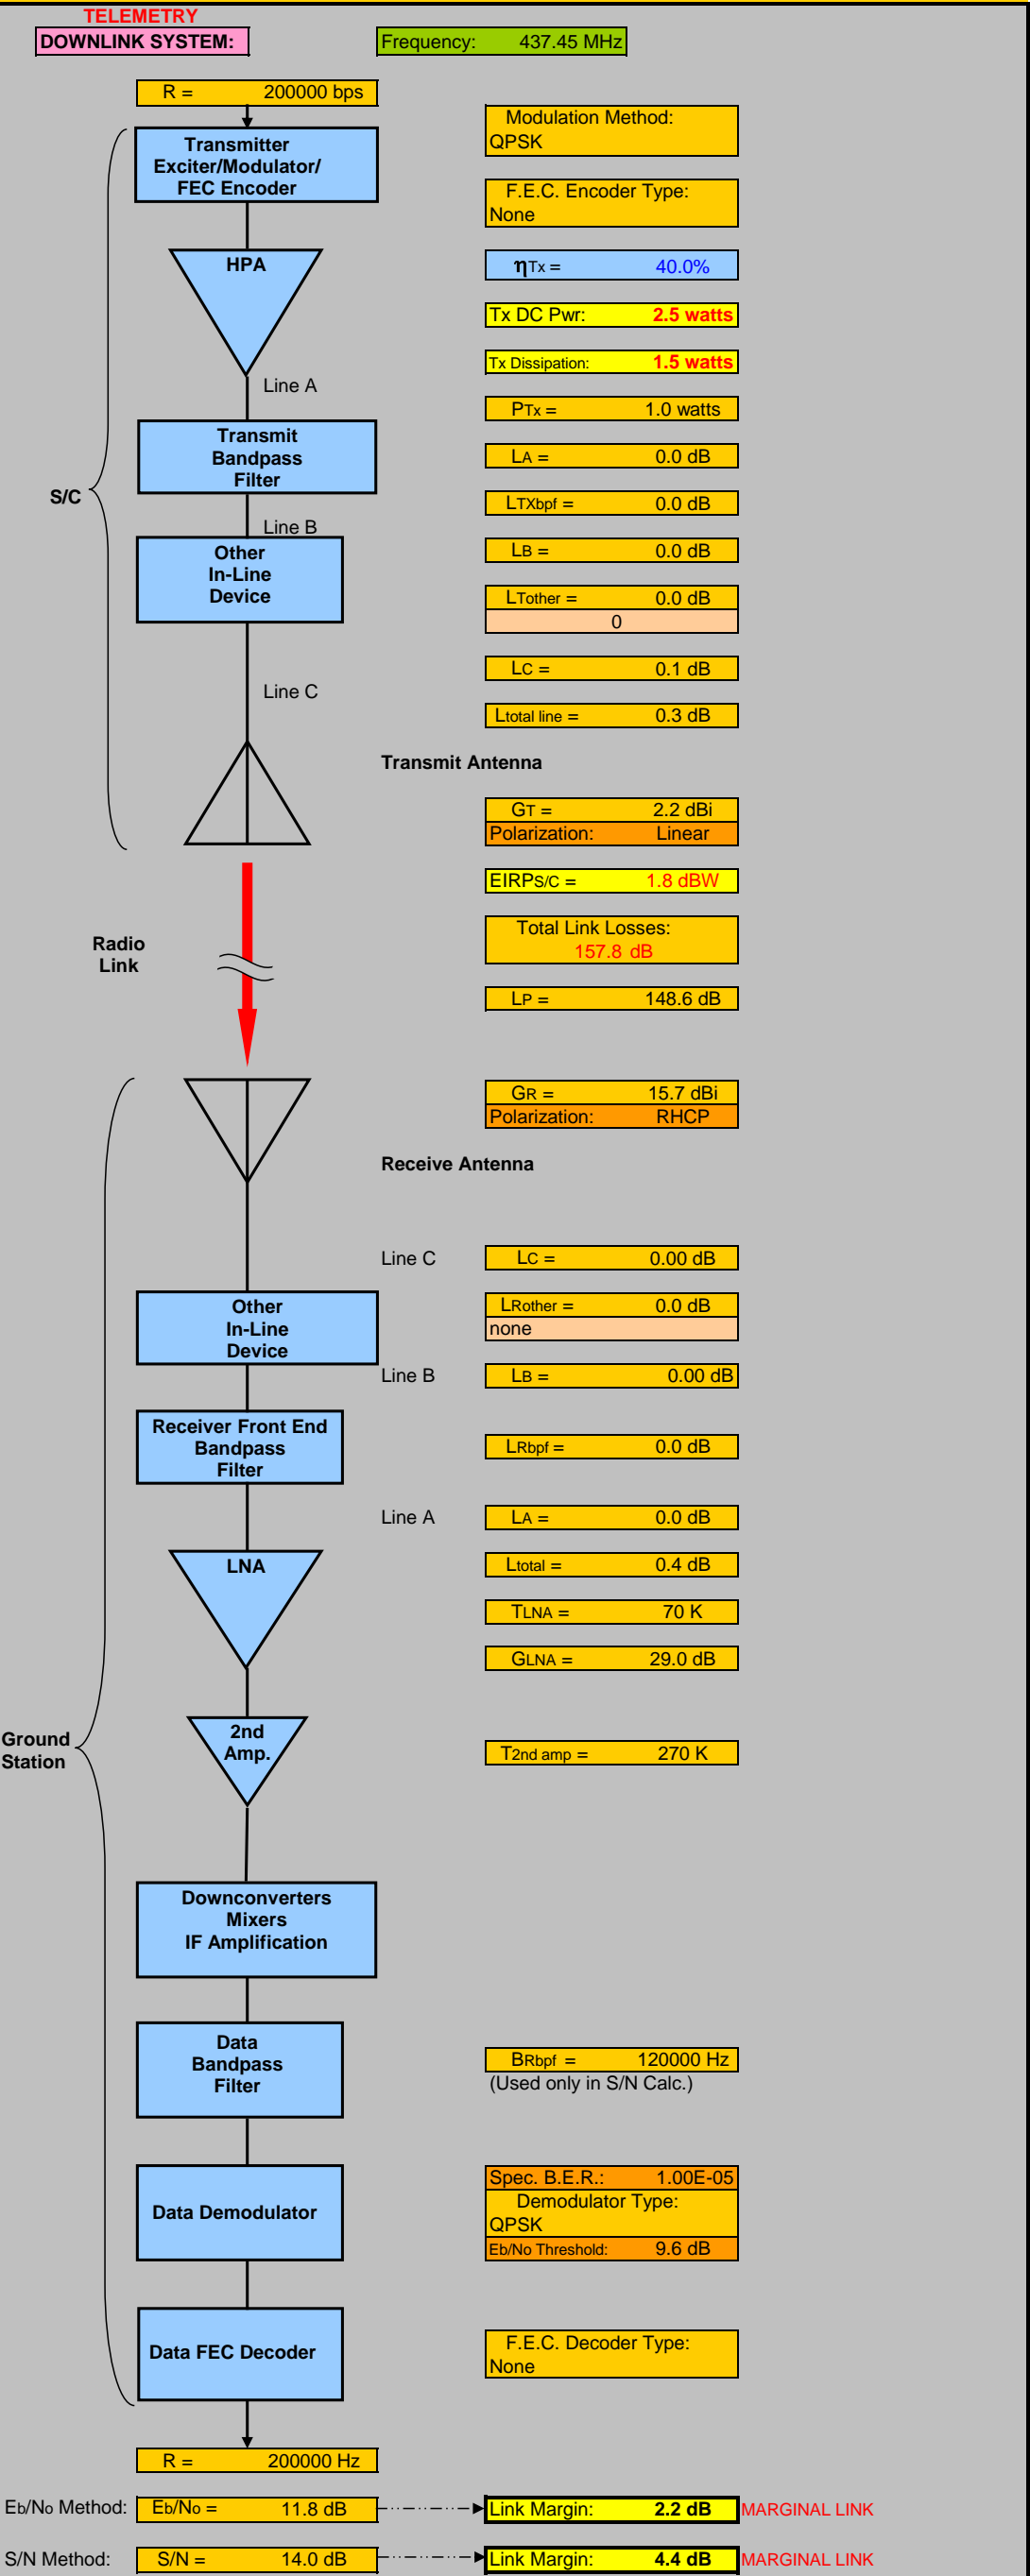 TELEMETRY
DOWNLINK SYSTEM:
Frequency: 437.45 MHz
R = 200000 bps
Transmitter
Exciter/Modulator/
FEC Encoder
Modulation Method:
QPSK
F.E.C. Encoder Type:
None
HPA
ηTx = 40.0%
Tx DC Pwr: 2.5 watts
Tx Dissipation: 1.5 watts
Line A
PTx = 1.0 watts
Transmit
Bandpass
Filter
LA = 0.0 dB
S/C
LTXbpf = 0.0 dB
Line B
Other
In-Line
Device
LB = 0.0 dB
LTother = 0.0 dB
0
Line C
LC = 0.1 dB
Ltotal line = 0.3 dB
Transmit Antenna
GT = 2.2 dBi
Polarization: Linear
EIRPS/C = 1.8 dBW
Radio
Link
Total Link Losses:
157.8 dB
LP = 148.6 dB
GR = 15.7 dBi
Polarization: RHCP
Receive Antenna
Line C LC = 0.00 dB
Other
In-Line
Device
LRother = 0.0 dB
none
Line B LB = 0.00 dB
Receiver Front End
Bandpass
Filter
LRbpf = 0.0 dB
Line A LA = 0.0 dB
LNA
Ltotal = 0.4 dB
TLNA = 70 K
GLNA = 29.0 dB
Ground
Station
2nd
Amp.
T2nd amp = 270 K
Downconverters
Mixers
IF Amplification
Data
Bandpass
Filter
BRbpf = 120000 Hz
(Used only in S/N Calc.)
Data Demodulator
Spec. B.E.R.: 1.00E-05
Demodulator Type:
QPSK
Eb/No Threshold: 9.6 dB
Data FEC Decoder
F.E.C. Decoder Type:
None
R = 200000 Hz
Eb/No Method: Eb/No = 11.8 dB Link Margin: 2.2 dB MARGINAL LINK
S/N Method: S/N = 14.0 dB Link Margin: 4.4 dB MARGINAL LINK